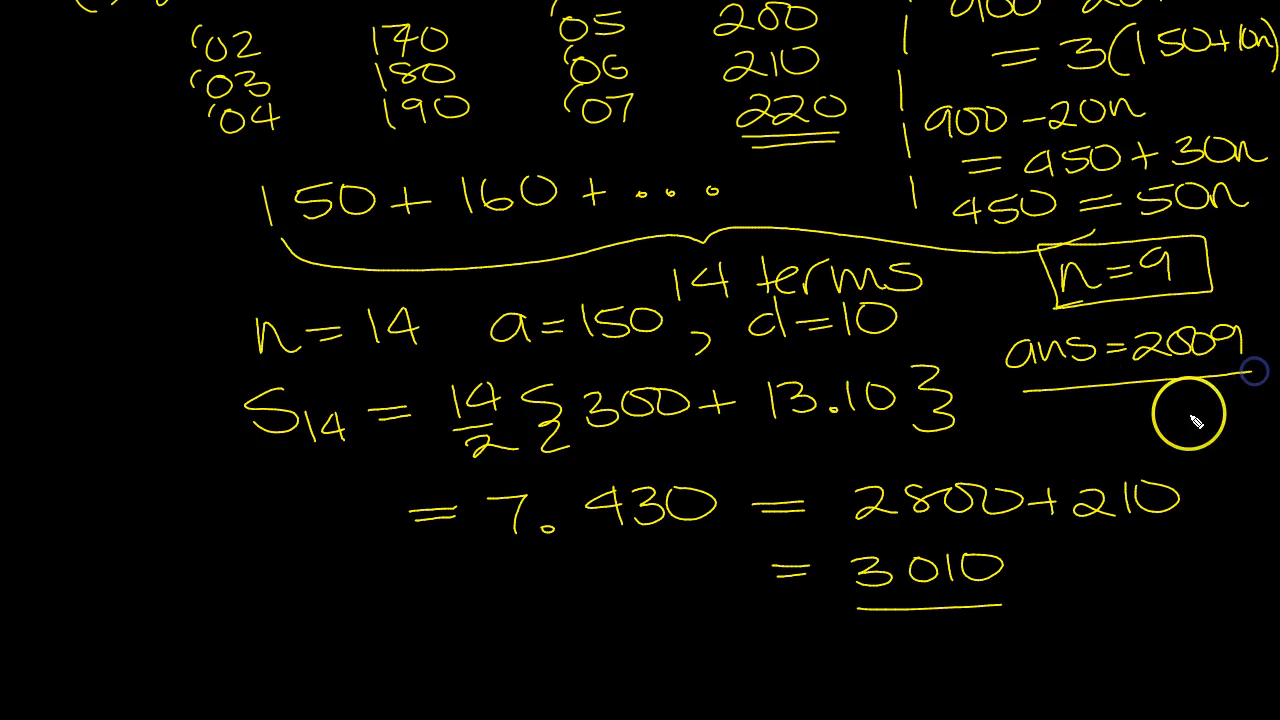 '02 170 '05 200
'03 180 '06 210
'04 190 '07 220
150 + 160 + ...
14 terms
n = 14 a = 150 , d = 10
S14 = 14/2 { 300 + 13.10 }
= 7. 430 = 2800 + 210
= 3010
= 3(150+10n)
900 - 20n
= 450 + 30n
450 = 50n
n = 9
ans = 2009